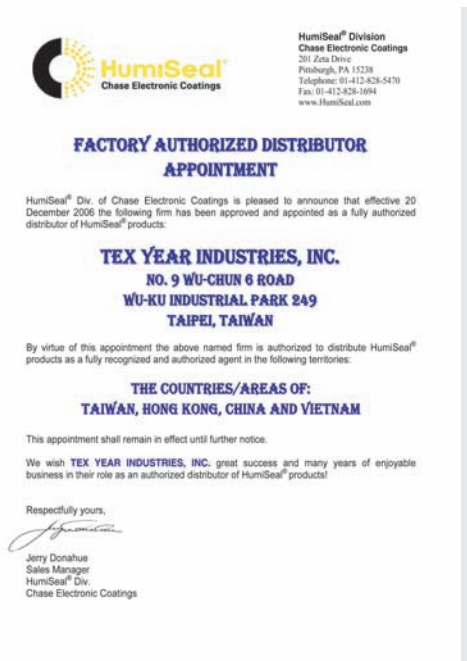 HumiSeal®
Chase Electronic Coatings
HumiSeal® Division
Chase Electronic Coatings
201 Zeta Drive
Pittsburgh, PA 15238
Telephone: 01-412-828-5470
Fax: 01-412-828-1694
www.HumiSeal.com
FACTORY AUTHORIZED DISTRIBUTOR
APPOINTMENT
HumiSeal® Div. of Chase Electronic Coatings is pleased to announce that effective 20
December 2006 the following firm has been approved and appointed as a fully authorized
distributor of HumiSeal® products:
TEX YEAR INDUSTRIES, INC.
NO. 9 WU-CHUN 6 ROAD
WU-KU INDUSTRIAL PARK 249
TAIPEI, TAIWAN
By virtue of this appointment the above named firm is authorized to distribute HumiSeal®
products as a fully recognized and authorized agent in the following territories:
THE COUNTRIES/AREAS OF:
TAIWAN, HONG KONG, CHINA AND VIETNAM
This appointment shall remain in effect until further notice.
We wish TEX YEAR INDUSTRIES, INC. great success and many years of enjoyable
business in their role as an authorized distributor of HumiSeal® products!
Respectfully yours,
Jerry Donahue
Sales Manager
HumiSeal® Div.
Chase Electronic Coatings